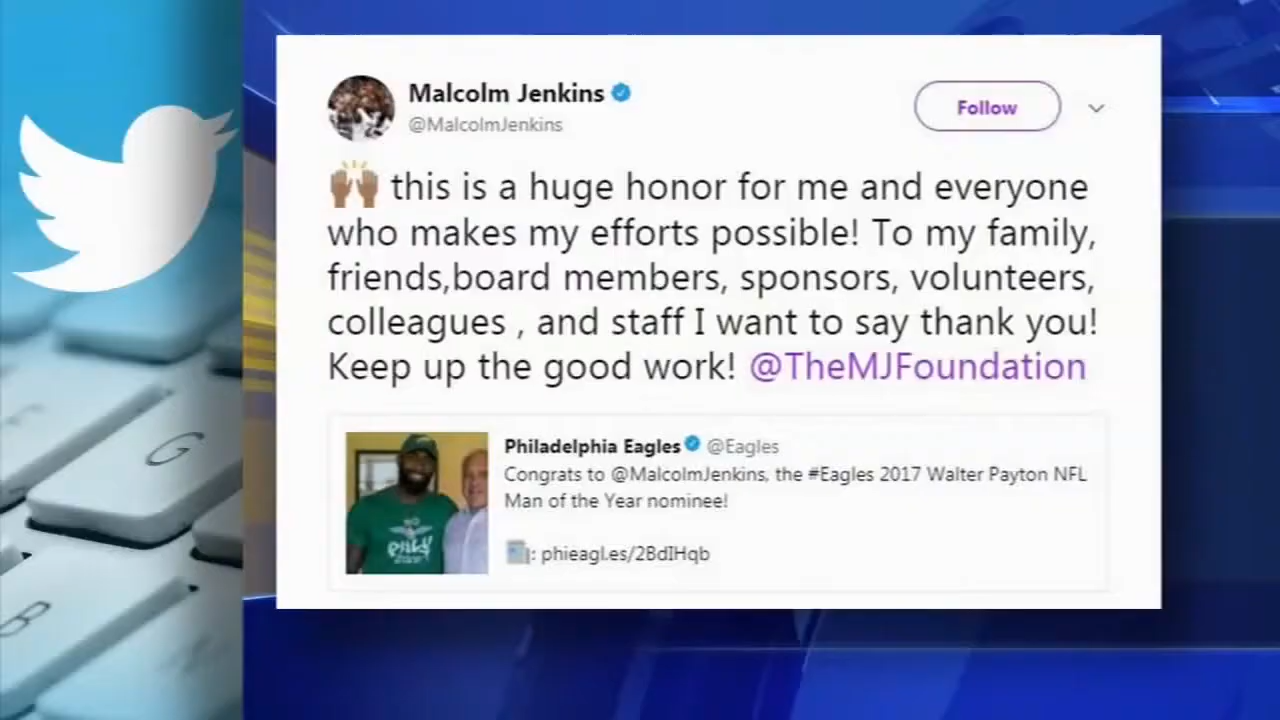 Malcolm Jenkins
@MalcolmJenkins
Follow
🙌🏽 this is a huge honor for me and everyone
who makes my efforts possible! To my family,
friends,board members, sponsors, volunteers,
colleagues , and staff I want to say thank you!
Keep up the good work! @TheMJFoundation
Philadelphia Eagles @Eagles
Congrats to @MalcolmJenkins, the #Eagles 2017 Walter Payton NFL
Man of the Year nominee!
📰: phieagl.es/2BdIHqb
G
B